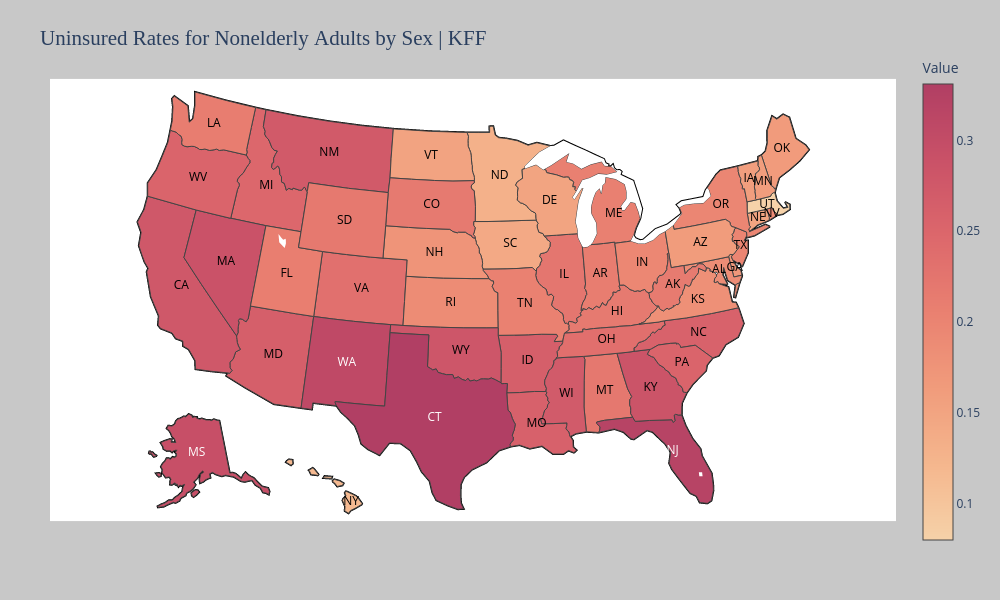 Uninsured Rates for Nonelderly Adults by Sex | KFF
Value
LA
OK
NM
VT
ND
WV
MI
IA
MN
DE
CO
OR
UT
ME
NV
NE
SD
SC
AZ
TX
NH
MA
IN
GA
AL
FL
IL
AR
CA
VA
AK
KS
RI
TN
HI
NC
OH
WY
MD
ID
WA
PA
KY
MT
WI
CT
MO
NJ
MS
NY
0.3
0.25
0.2
0.15
0.1